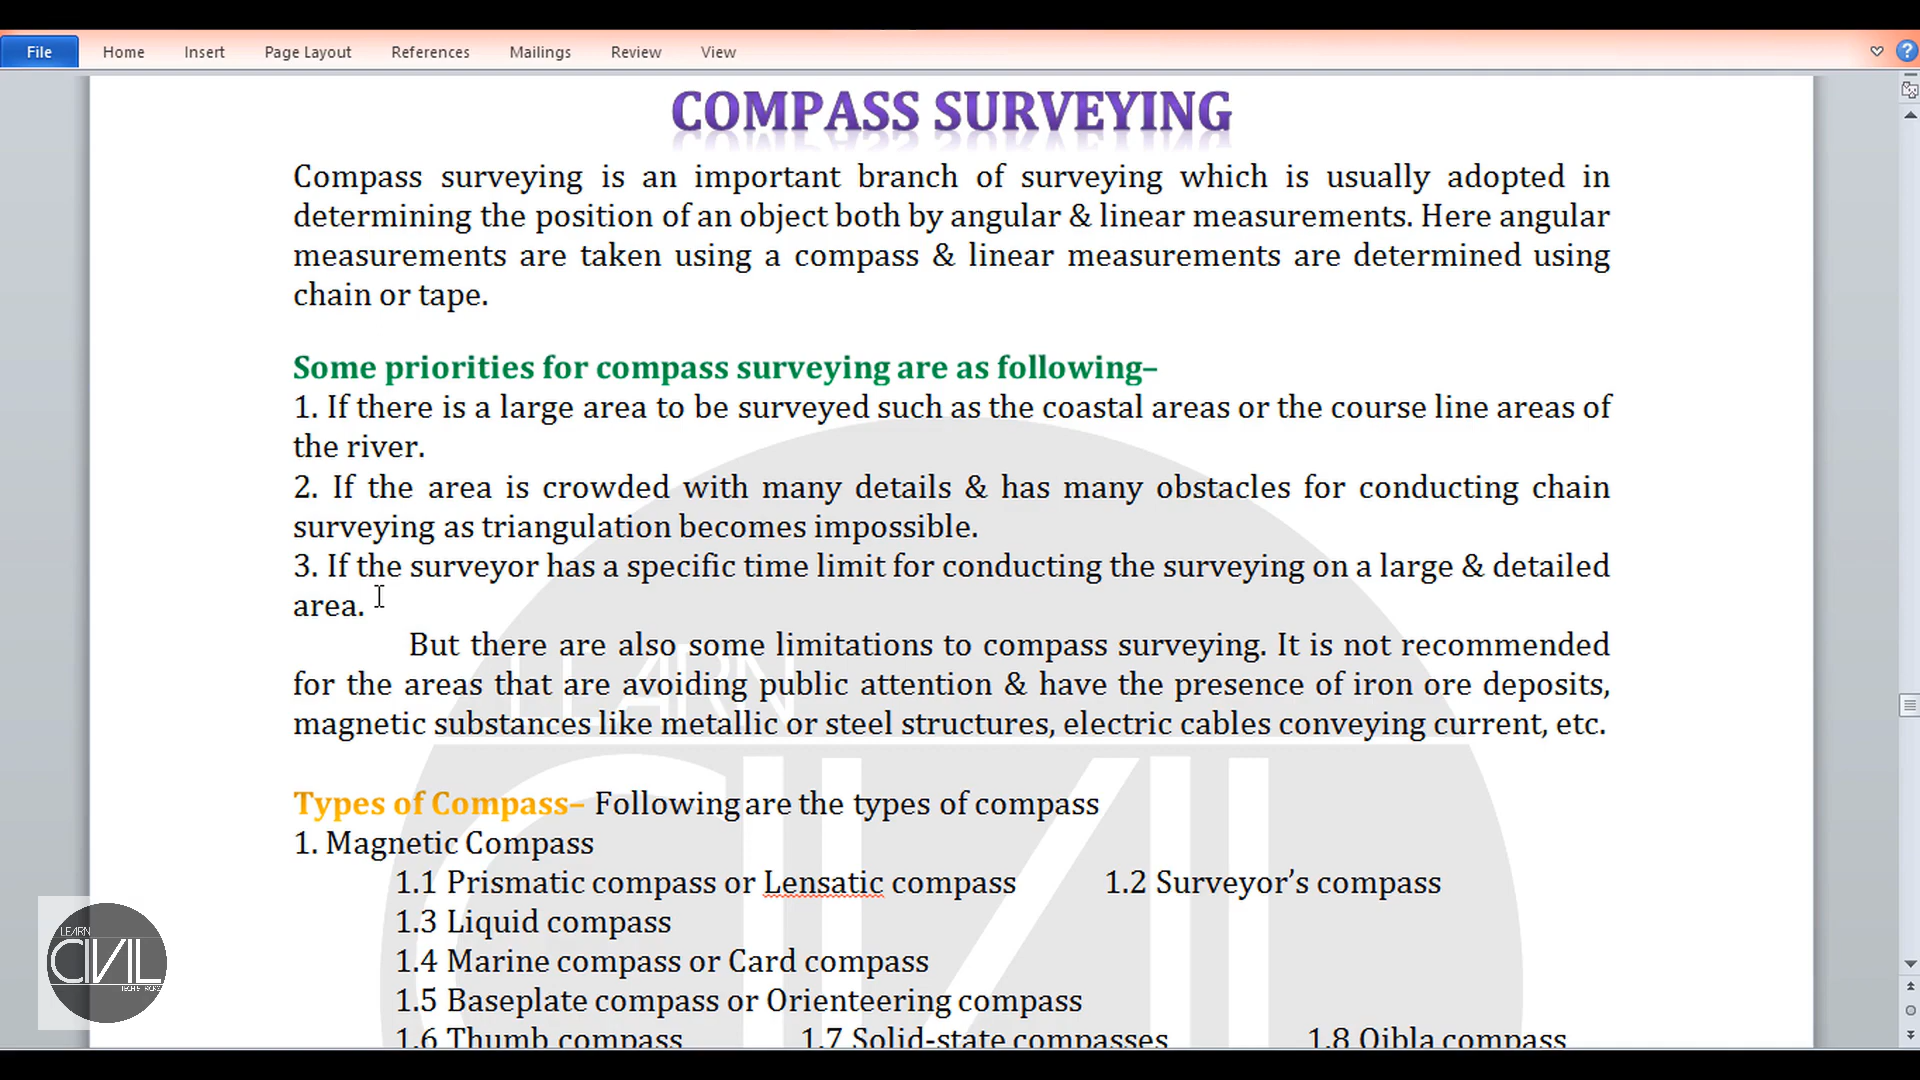 File Home Insert Page Layout References Mailings Review View
COMPASS SURVEYING
Compass surveying is an important branch of surveying which is usually adopted in
determining the position of an object both by angular & linear measurements. Here angular
measurements are taken using a compass & linear measurements are determined using
chain or tape.
Some priorities for compass surveying are as following–
1. If there is a large area to be surveyed such as the coastal areas or the course line areas of
the river.
2. If the area is crowded with many details & has many obstacles for conducting chain
surveying as triangulation becomes impossible.
3. If the surveyor has a specific time limit for conducting the surveying on a large & detailed
area.
But there are also some limitations to compass surveying. It is not recommended
for the areas that are avoiding public attention & have the presence of iron ore deposits,
magnetic substances like metallic or steel structures, electric cables conveying current, etc.
Types of Compass– Following are the types of compass
1. Magnetic Compass
1.1 Prismatic compass or Lensatic compass 1.2 Surveyor's compass
1.3 Liquid compass
1.4 Marine compass or Card compass
1.5 Baseplate compass or Orienteering compass
1.6 Thumb compass 1.7 Solid-state compasses 1.8 Qibla compass
LEARN
CIVIL
LEARN
CIVIL